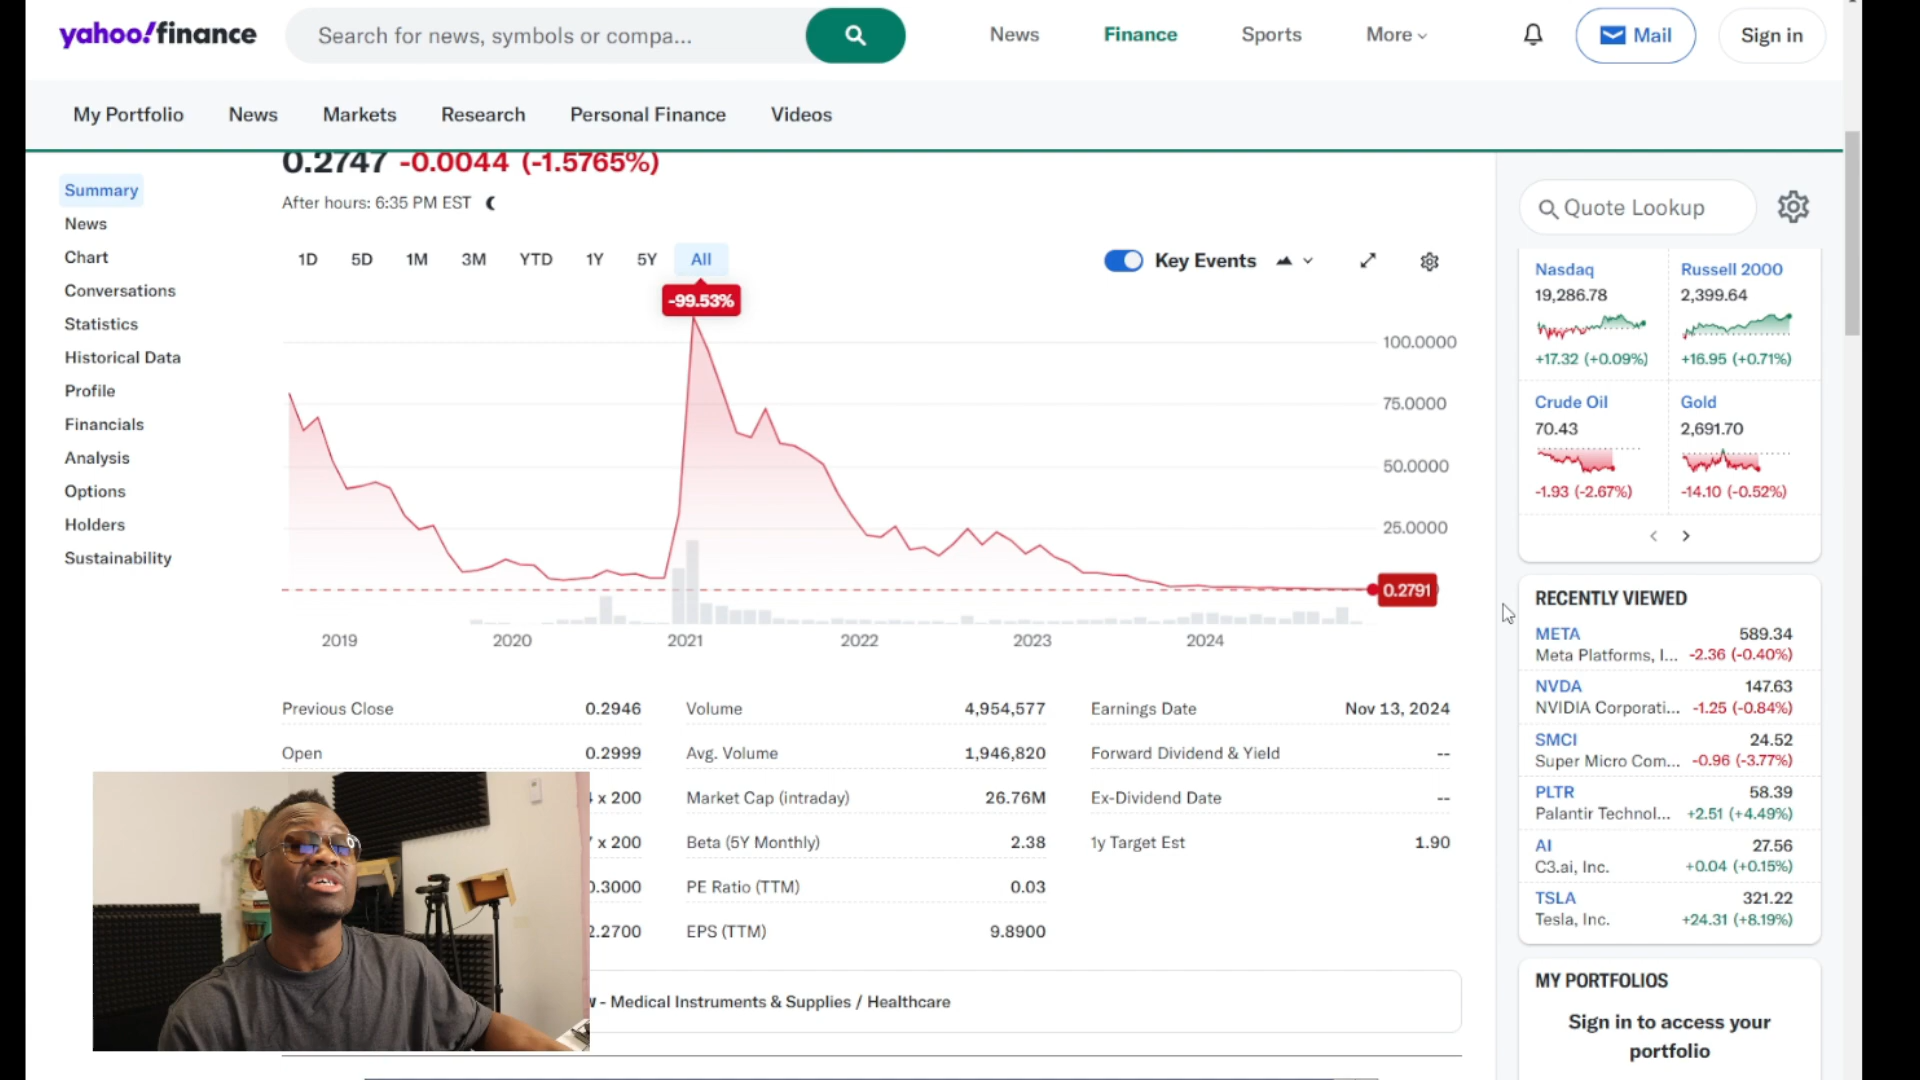 yahoo!finance
Search for news, symbols or compa...
News
Finance
Sports
More
Mail
Sign in
My Portfolio
News
Markets
Research
Personal Finance
Videos
0.2747 -0.0044 (-1.5765%)
After hours: 6:35 PM EST
Summary
News
Chart
Conversations
Statistics
Historical Data
Profile
Financials
Analysis
Options
Holders
Sustainability
1D 5D 1M 3M YTD 1Y 5Y All
Key Events
-99.53%
100.0000
75.0000
50.0000
25.0000
0.2791
2019 2020 2021 2022 2023 2024
Previous Close 0.2946
Open 0.2999
x 200
x 200
0.3000
2.2700
Volume 4,954,577
Avg. Volume 1,946,820
Market Cap (intraday) 26.76M
Beta (5Y Monthly) 2.38
PE Ratio (TTM) 0.03
EPS (TTM) 9.8900
Earnings Date Nov 13, 2024
Forward Dividend & Yield --
Ex-Dividend Date --
1y Target Est 1.90
- Medical Instruments & Supplies / Healthcare
Quote Lookup
Nasdaq
19,286.78
+17.32 (+0.09%)
Russell 2000
2,399.64
+16.95 (+0.71%)
Crude Oil
70.43
-1.93 (-2.67%)
Gold
2,691.70
-14.10 (-0.52%)
RECENTLY VIEWED
META 589.34
Meta Platforms, I... -2.36 (-0.40%)
NVDA 147.63
NVIDIA Corporati... -1.25 (-0.84%)
SMCI 24.52
Super Micro Com... -0.96 (-3.77%)
PLTR 58.39
Palantir Technol... +2.51 (+4.49%)
AI 27.56
C3.ai, Inc. +0.04 (+0.15%)
TSLA 321.22
Tesla, Inc. +24.31 (+8.19%)
MY PORTFOLIOS
Sign in to access your
portfolio